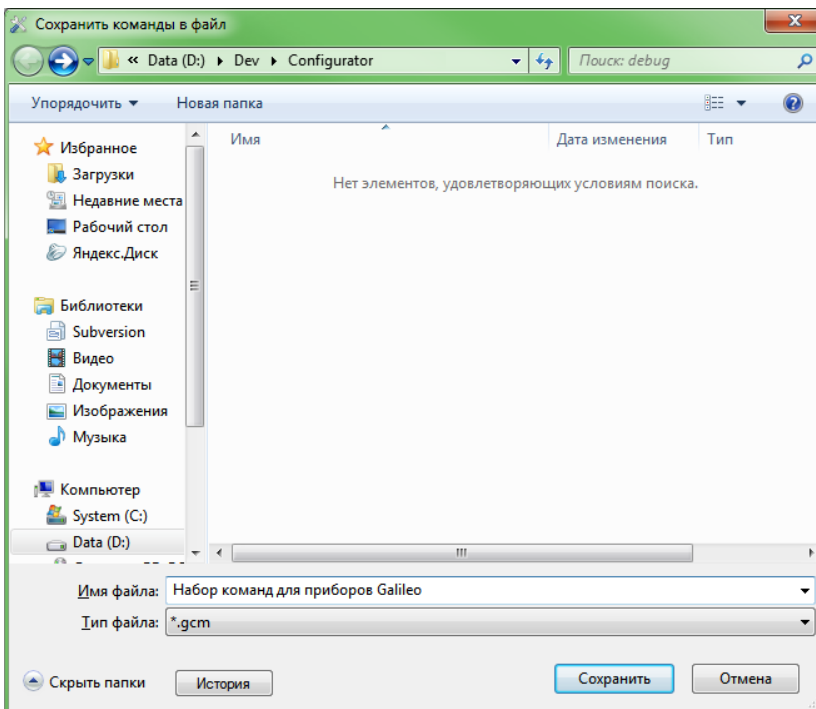 Сохранить команды в файл
« Data (D:) Dev Configurator
Поиск: debug
Упорядочить Новая папка
Имя Дата изменения Тип
Нет элементов, удовлетворяющих условиям поиска.
Избранное
Загрузки
Недавние места
Рабочий стол
Яндекс.Диск
Библиотеки
Subversion
Видео
Документы
Изображения
Музыка
Компьютер
System (C:)
Data (D:)
Имя файла: Набор команд для приборов Galileo
Тип файла: *.gcm
Скрыть папки История Сохранить Отмена